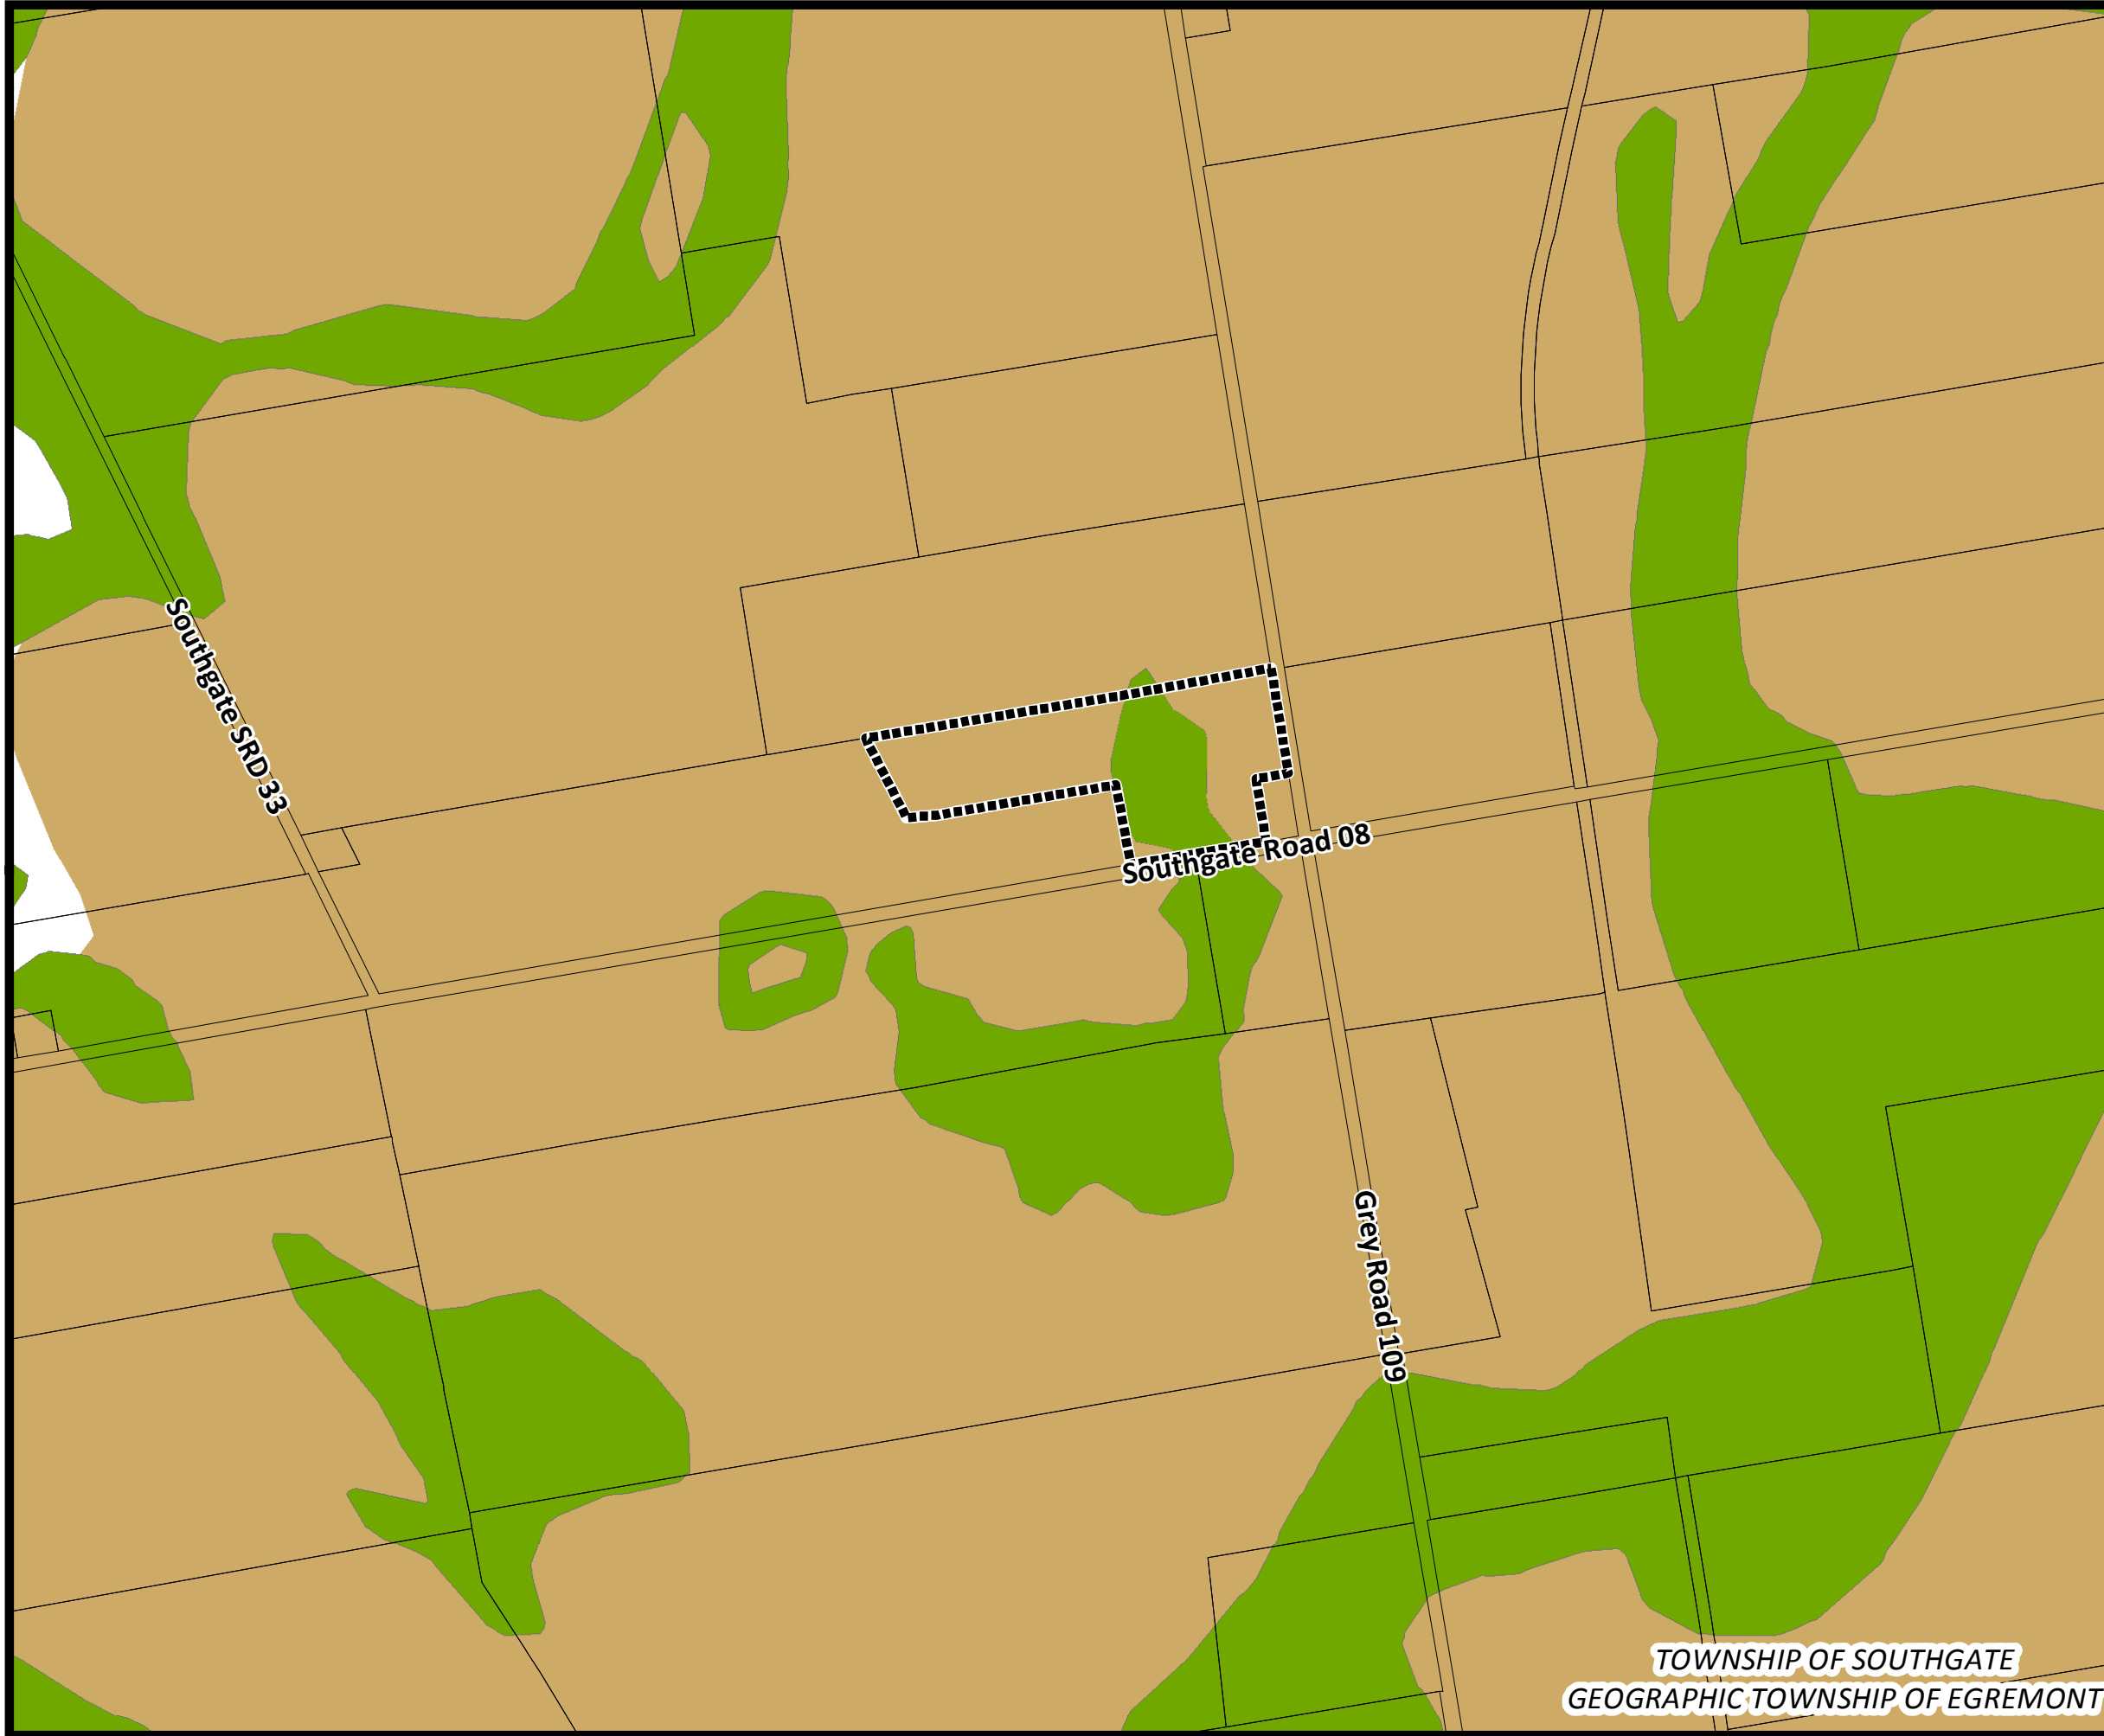 Southgate SRD 33
Southgate Road 08
Grey Road 109
TOWNSHIP OF SOUTHGATE
GEOGRAPHIC TOWNSHIP OF EGREMONT